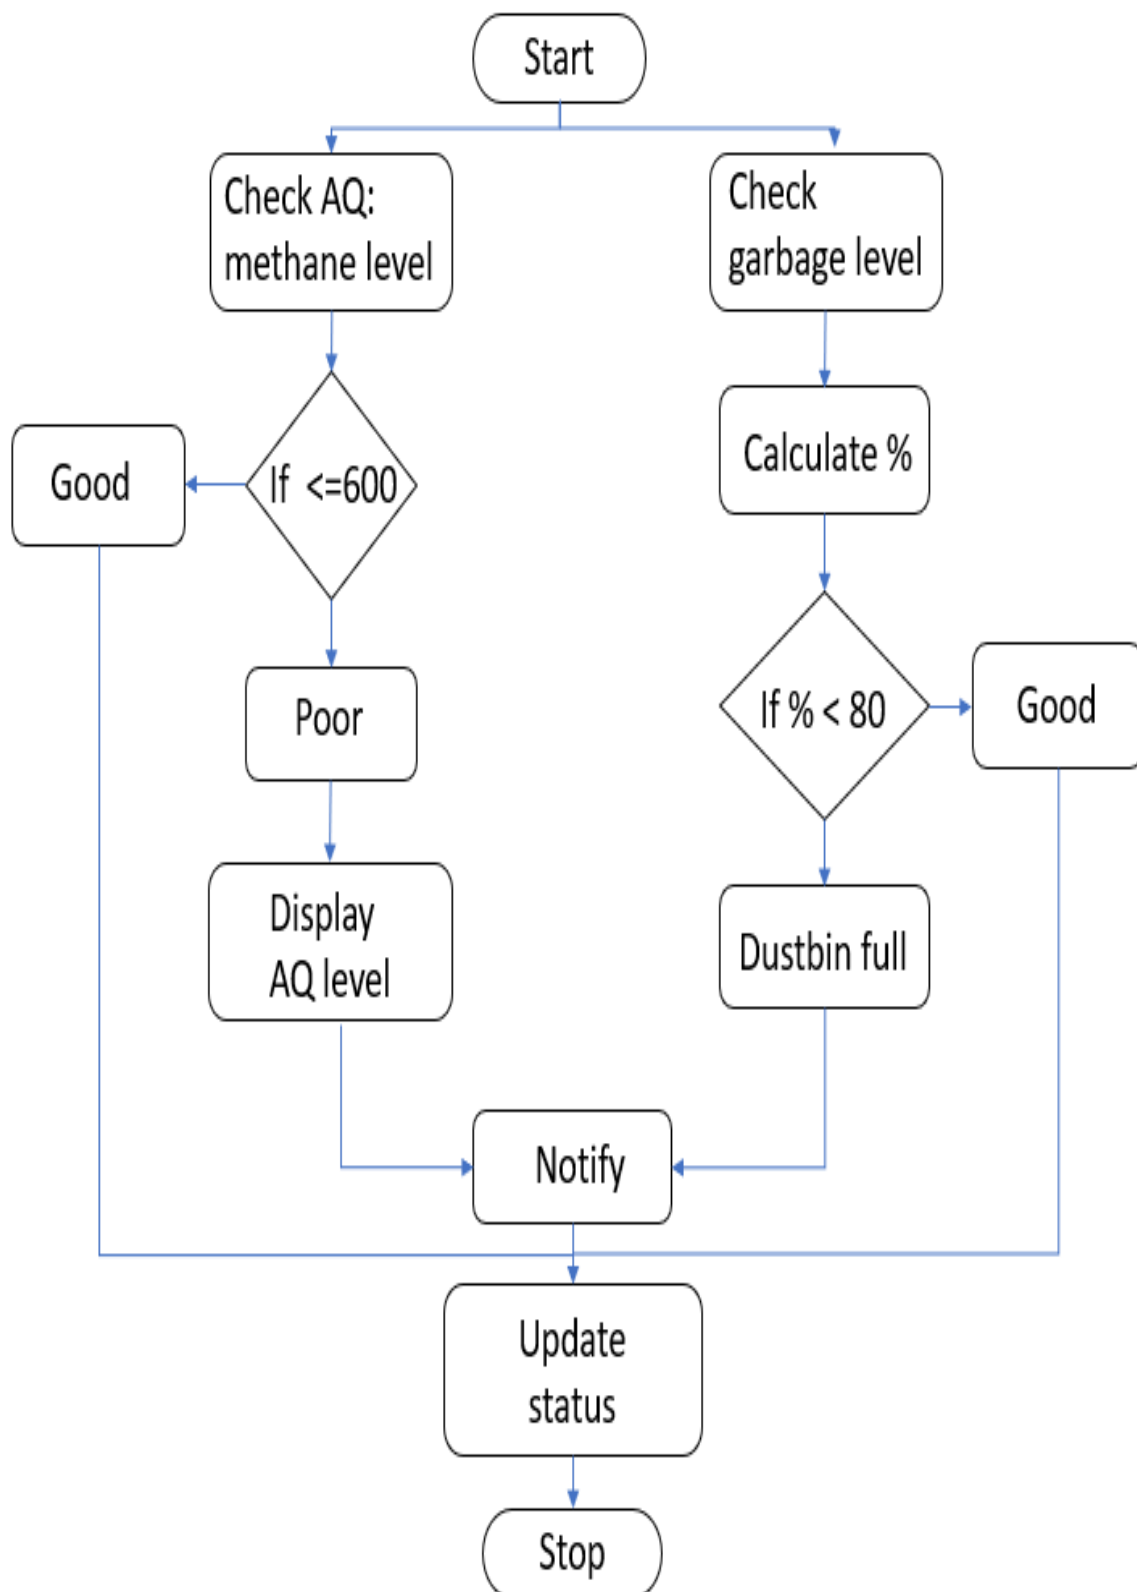 Start
Check AQ:
methane level
Check
garbage level
Good
If <=600
Calculate %
Poor
If % < 80
Good
Display
AQ level
Dustbin full
Notify
Update
status
Stop